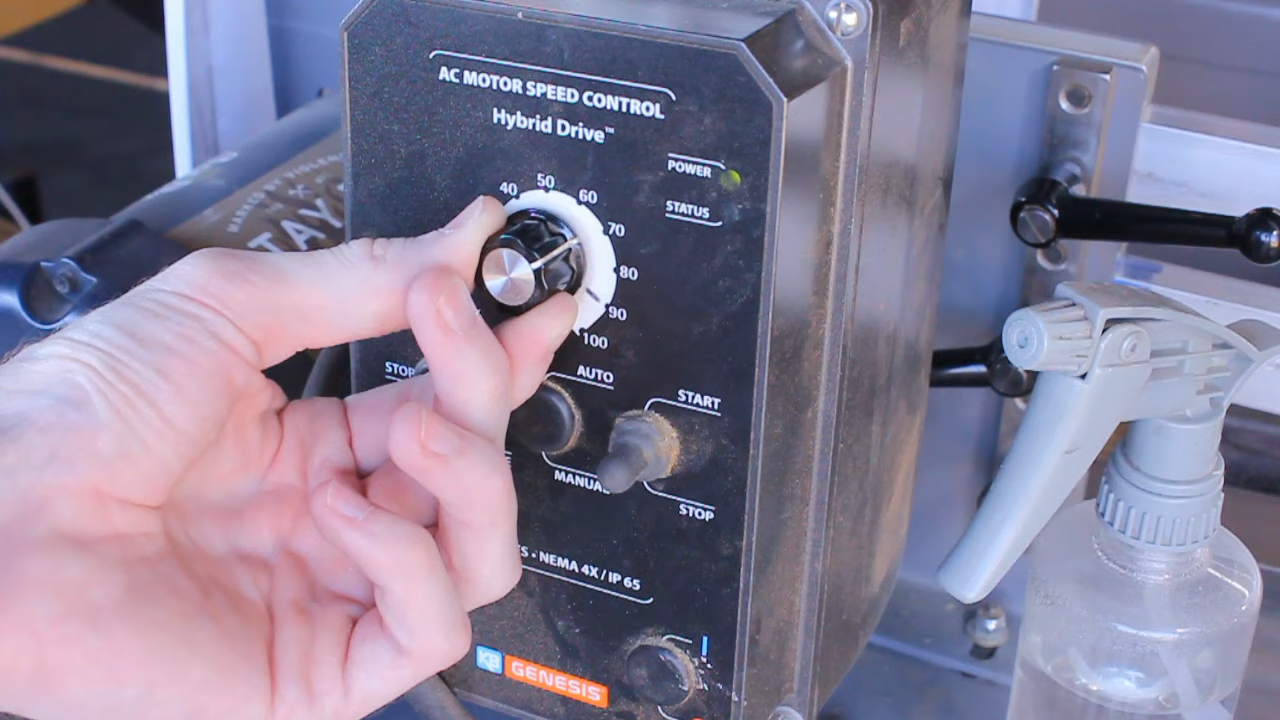 AC MOTOR SPEED CONTROL
Hybrid Drive™
POWER
STATUS
40 50 60 70 80 90 100
AUTO
START
MANUAL
STOP
NEMA 4X / IP 65
KB GENESIS
I